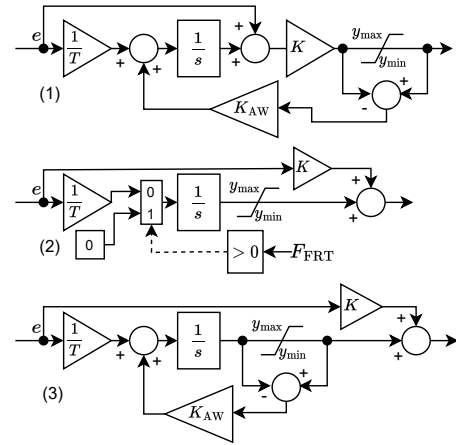 e
1/T
+
+
1/s
+
+
K
y_max
y_min
+
-
K_AW
(1)
e
1/T
0
1
0
1/s
y_max
y_min
K
+
+
> 0
F_FRT
(2)
e
1/T
+
+
1/s
y_max
y_min
K
+
+
+
-
K_AW
(3)